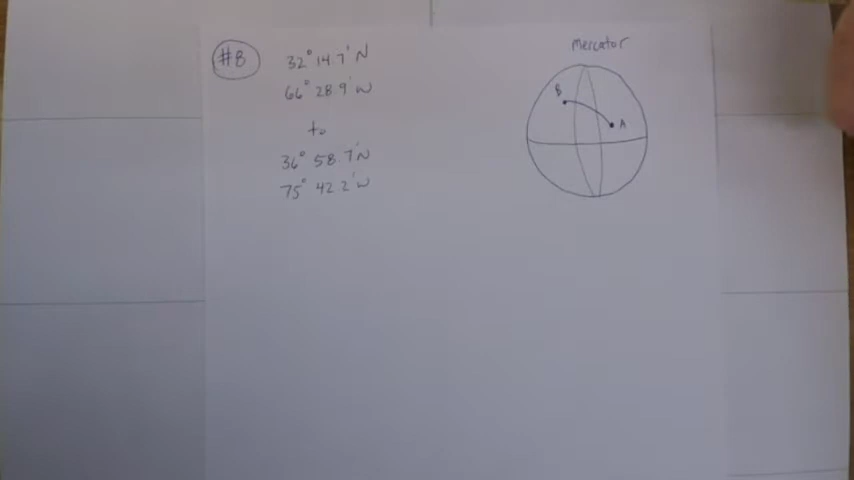 #8
32° 14.7' N
66° 28.9' W
to
36° 58.7' N
75° 42.2' W
Mercator
B
A